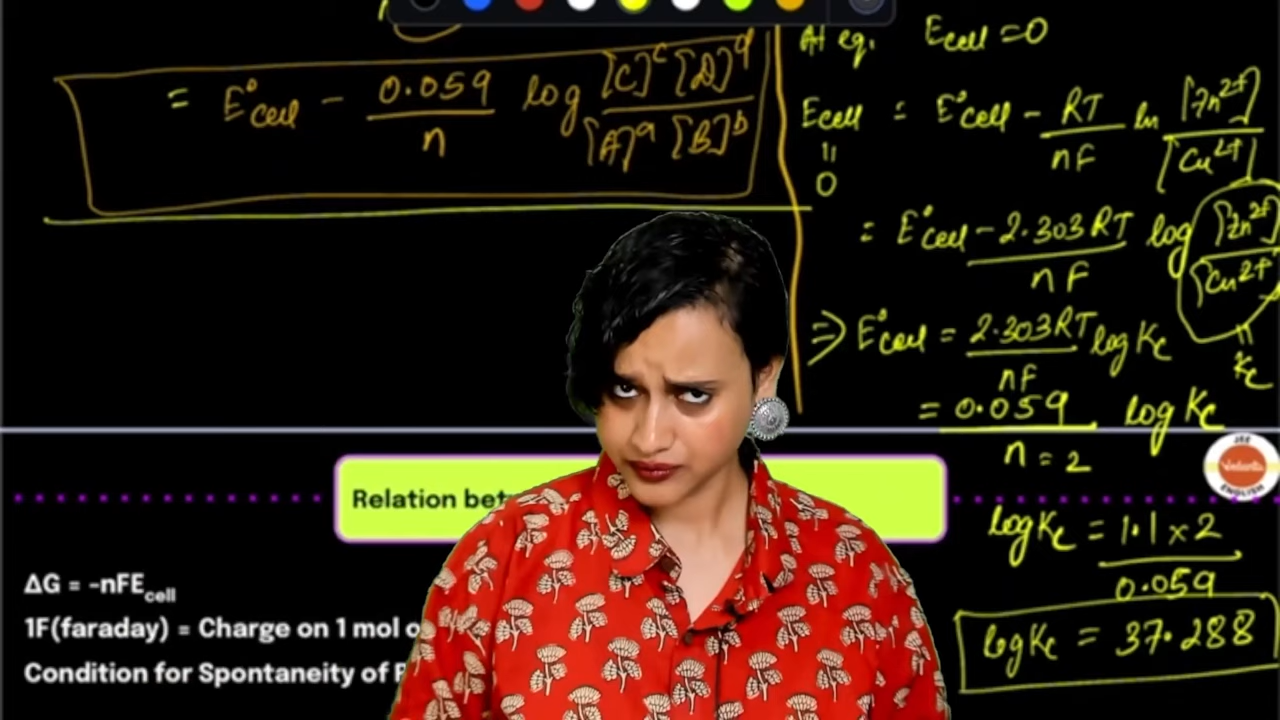 = E°cell - 0.059/n log [C]^c [D]^d / [A]^a [B]^b
At eq. Ecell = 0
Ecell = E°cell - RT/nF ln [Zn2+]/[Cu2+]
||
0
= E°cell - 2.303RT/nF log [Zn2+]/[Cu2+]
||
Kc
⇒ E°cell = 2.303RT/nF log Kc
= 0.059/n=2 log Kc
log Kc = 1.1 x 2/0.059
log Kc = 37.288
JEE
Vedantu
ENGLISH
Relation
ΔG = -nFEcell
1F(faraday) = Charge on 1 mol
Condition for Spontaneity of